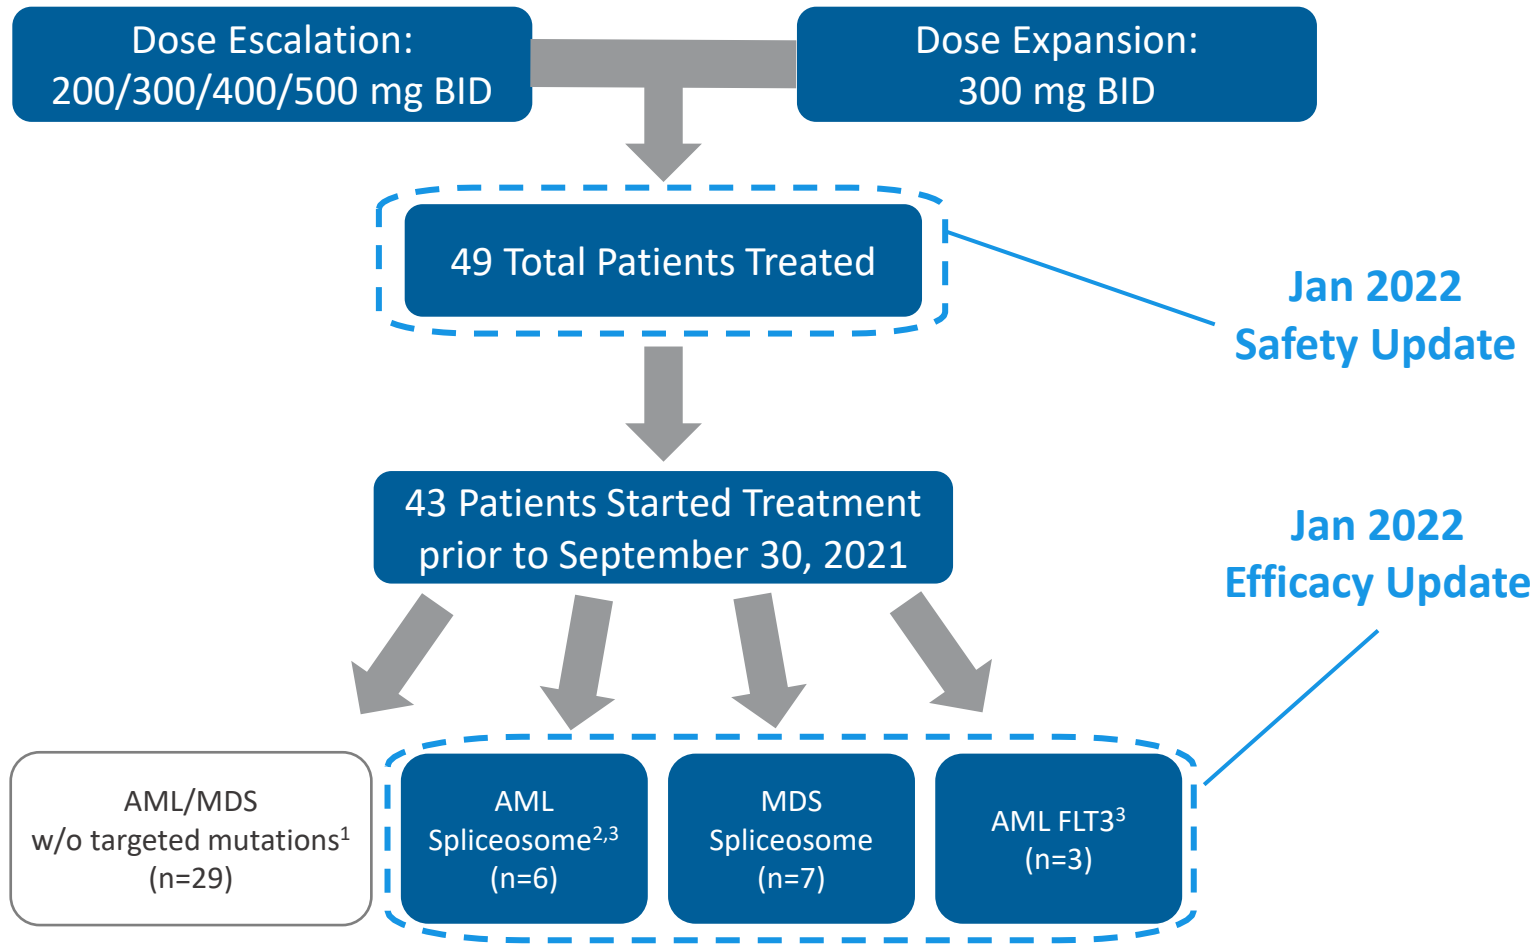 Dose Escalation:
200/300/400/500 mg BID
Dose Expansion:
300 mg BID
49 Total Patients Treated
Jan 2022
Safety Update
43 Patients Started Treatment
prior to September 30, 2021
Jan 2022
Efficacy Update
AML/MDS
w/o targeted mutations¹
(n=29)
AML
Spliceosome²,³
(n=6)
MDS
Spliceosome
(n=7)
AML FLT3³
(n=3)